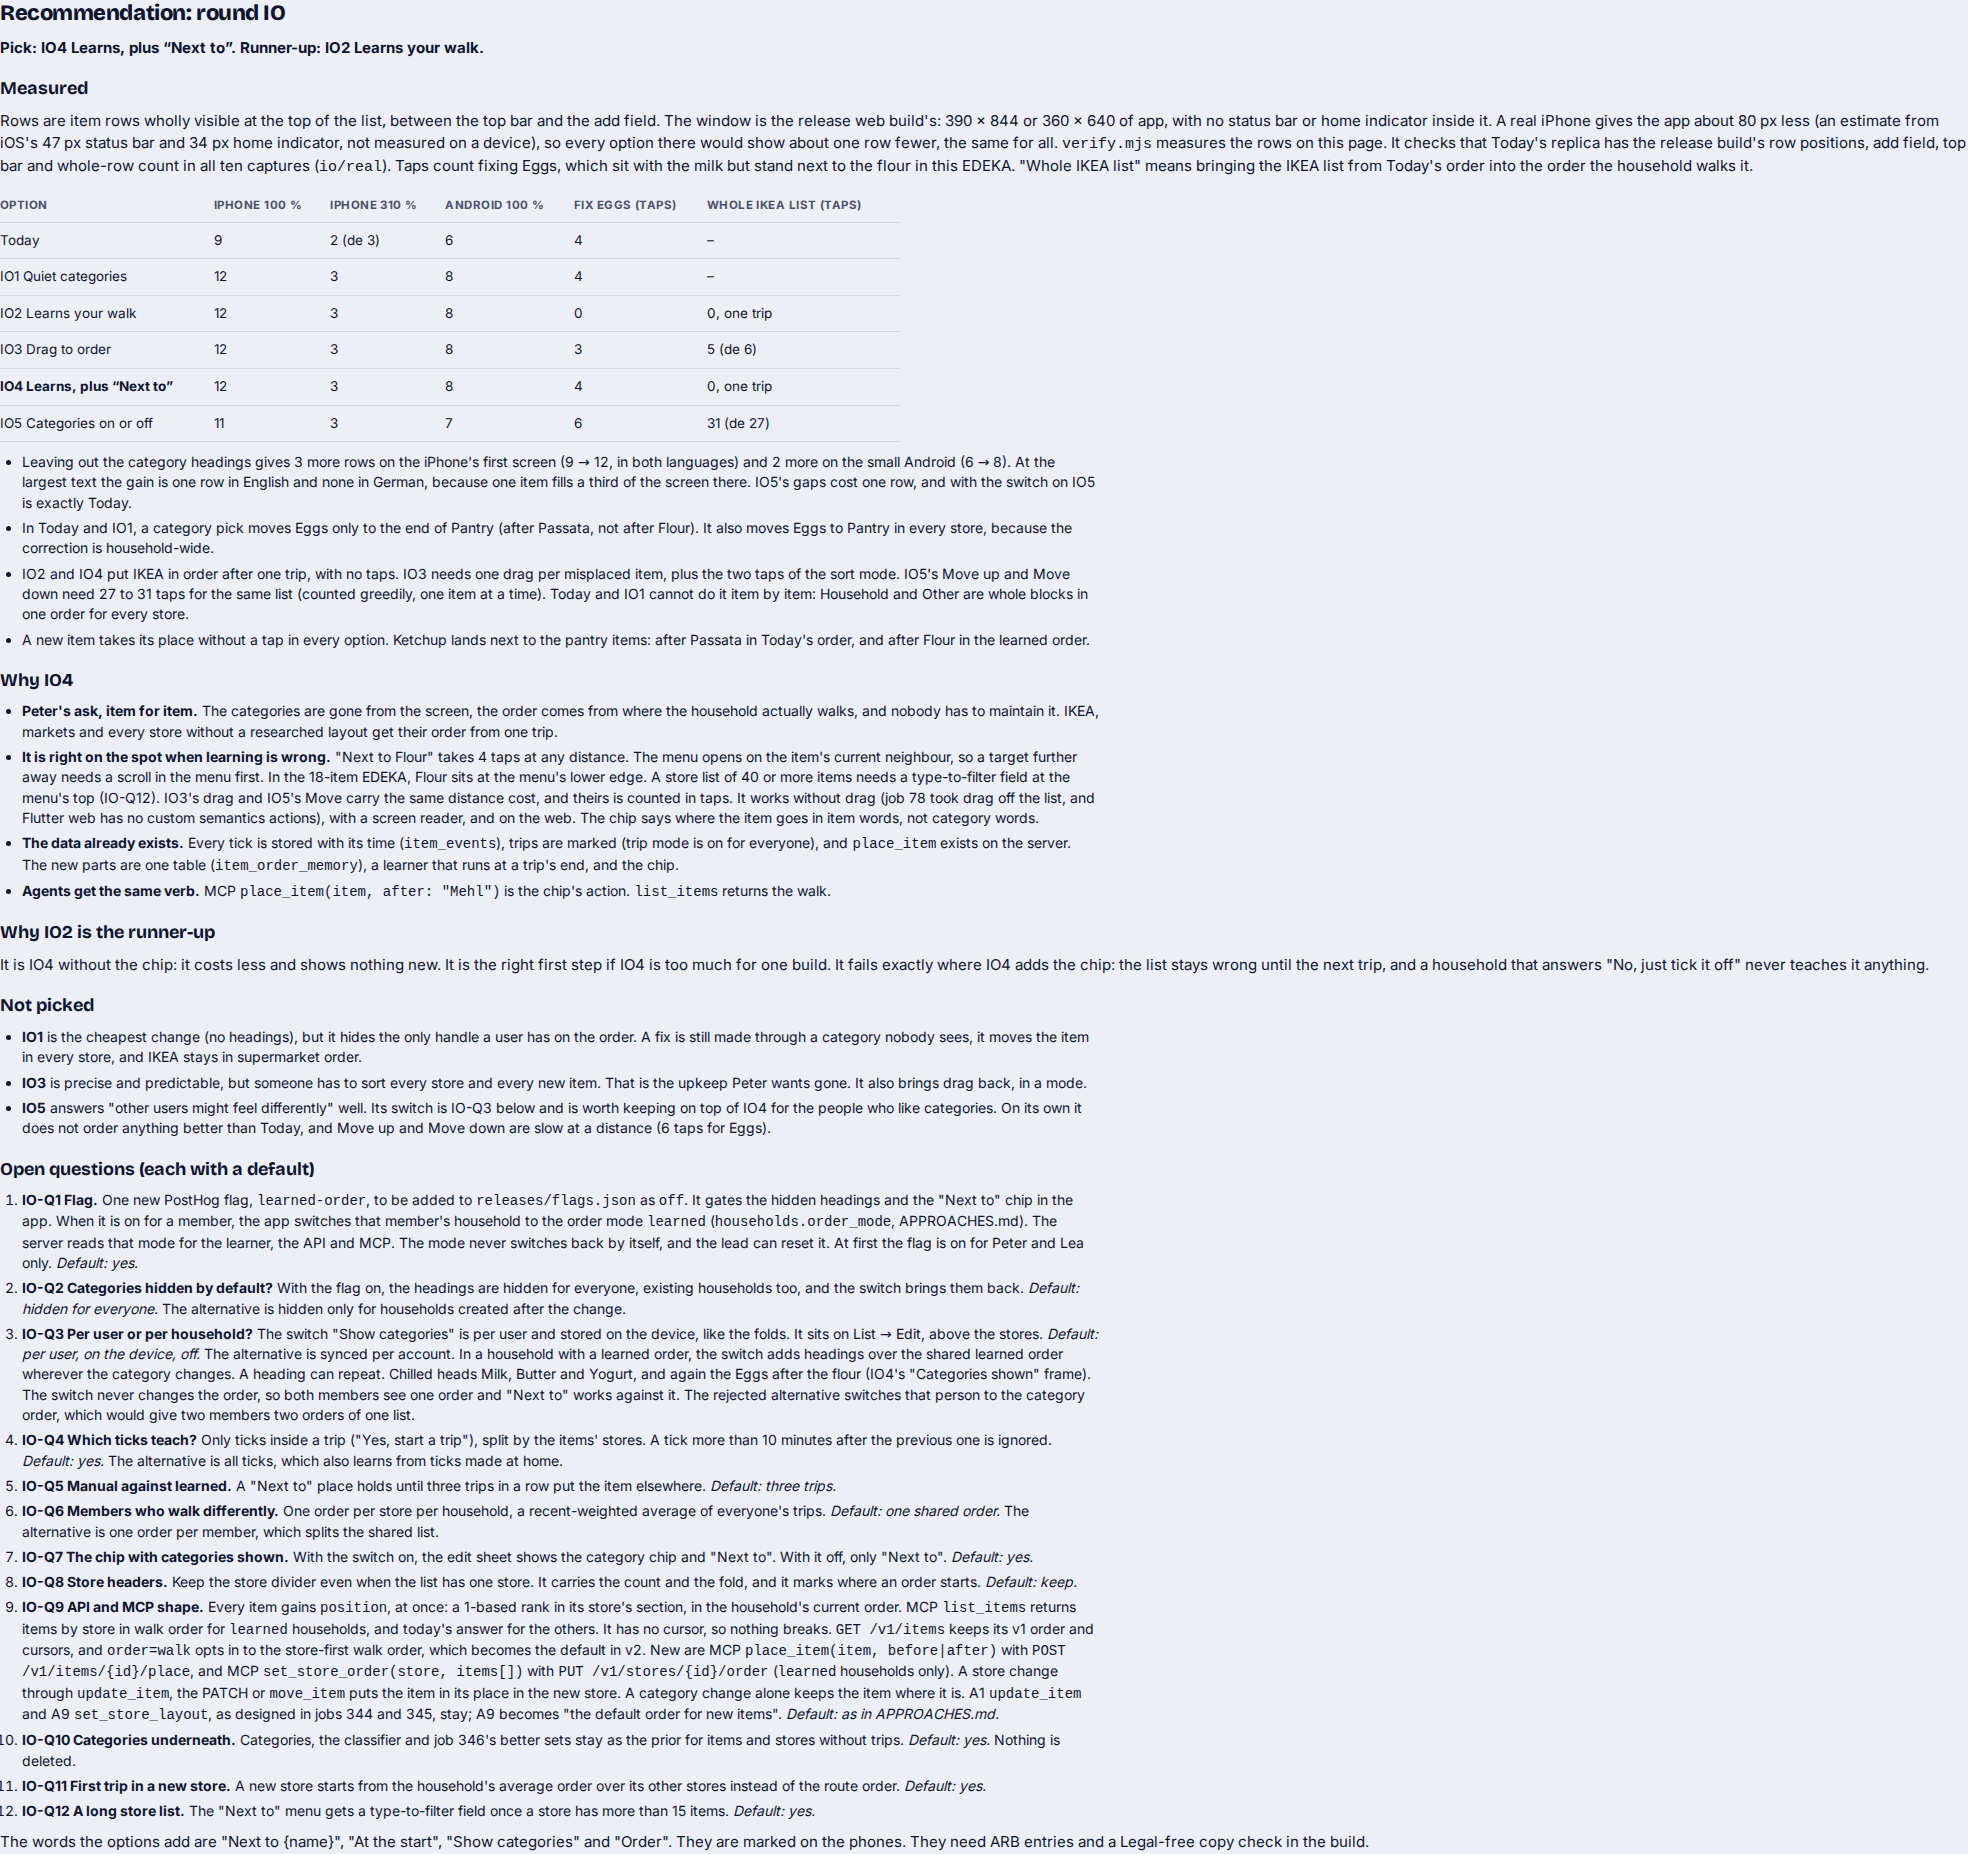 Recommendation: round IO
Pick: IO4 Learns, plus “Next to”. Runner-up: IO2 Learns your walk.
Measured
Rows are item rows wholly visible at the top of the list, between the top bar and the add field. The window is the release web build's: 390 × 844 or 360 × 640 of app, with no status bar or home indicator inside it. A real iPhone gives the app about 80 px less (an estimate from
iOS's 47 px status bar and 34 px home indicator, not measured on a device), so every option there would show about one row fewer, the same for all. verify.mjs measures the rows on this page. It checks that Today's replica has the release build's row positions, add field, top
bar and whole-row count in all ten captures (io/real). Taps count fixing Eggs, which sit with the milk but stand next to the flour in this EDEKA. "Whole IKEA list" means bringing the IKEA list from Today's order into the order the household walks it.
OPTION IPHONE 100 % IPHONE 310 % ANDROID 100 % FIX EGGS (TAPS) WHOLE IKEA LIST (TAPS)
Today 9 2 (de 3) 6 4 –
IO1 Quiet categories 12 3 8 4 –
IO2 Learns your walk 12 3 8 0 0, one trip
IO3 Drag to order 12 3 8 3 5 (de 6)
IO4 Learns, plus “Next to” 12 3 8 4 0, one trip
IO5 Categories on or off 11 3 7 6 31 (de 27)
• Leaving out the category headings gives 3 more rows on the iPhone's first screen (9 → 12, in both languages) and 2 more on the small Android (6 → 8). At the
largest text the gain is one row in English and none in German, because one item fills a third of the screen there. IO5's gaps cost one row, and with the switch on IO5
is exactly Today.
• In Today and IO1, a category pick moves Eggs only to the end of Pantry (after Passata, not after Flour). It also moves Eggs to Pantry in every store, because the
correction is household-wide.
• IO2 and IO4 put IKEA in order after one trip, with no taps. IO3 needs one drag per misplaced item, plus the two taps of the sort mode. IO5's Move up and Move
down need 27 to 31 taps for the same list (counted greedily, one item at a time). Today and IO1 cannot do it item by item: Household and Other are whole blocks in
one order for every store.
• A new item takes its place without a tap in every option. Ketchup lands next to the pantry items: after Passata in Today's order, and after Flour in the learned order.
Why IO4
• Peter's ask, item for item. The categories are gone from the screen, the order comes from where the household actually walks, and nobody has to maintain it. IKEA,
markets and every store without a researched layout get their order from one trip.
• It is right on the spot when learning is wrong. "Next to Flour" takes 4 taps at any distance. The menu opens on the item's current neighbour, so a target further
away needs a scroll in the menu first. In the 18-item EDEKA, Flour sits at the menu's lower edge. A store list of 40 or more items needs a type-to-filter field at the
menu's top (IO-Q12). IO3's drag and IO5's Move carry the same distance cost, and theirs is counted in taps. It works without drag (job 78 took drag off the list, and
Flutter web has no custom semantics actions), with a screen reader, and on the web. The chip says where the item goes in item words, not category words.
• The data already exists. Every tick is stored with its time (item_events), trips are marked (trip mode is on for everyone), and place_item exists on the server.
The new parts are one table (item_order_memory), a learner that runs at a trip's end, and the chip.
• Agents get the same verb. MCP place_item(item, after: "Mehl") is the chip's action. list_items returns the walk.
Why IO2 is the runner-up
It is IO4 without the chip: it costs less and shows nothing new. It is the right first step if IO4 is too much for one build. It fails exactly where IO4 adds the chip: the list stays wrong until the next trip, and a household that answers "No, just tick it off" never teaches it anything.
Not picked
• IO1 is the cheapest change (no headings), but it hides the only handle a user has on the order. A fix is still made through a category nobody sees, it moves the item
in every store, and IKEA stays in supermarket order.
• IO3 is precise and predictable, but someone has to sort every store and every new item. That is the upkeep Peter wants gone. It also brings drag back, in a mode.
• IO5 answers "other users might feel differently" well. Its switch is IO-Q3 below and is worth keeping on top of IO4 for the people who like categories. On its own it
does not order anything better than Today, and Move up and Move down are slow at a distance (6 taps for Eggs).
Open questions (each with a default)
1. IO-Q1 Flag. One new PostHog flag, learned-order, to be added to releases/flags.json as off. It gates the hidden headings and the "Next to" chip in the
app. When it is on for a member, the app switches that member's household to the order mode learned (households.order_mode, APPROACHES.md). The
server reads that mode for the learner, the API and MCP. The mode never switches back by itself, and the lead can reset it. At first the flag is on for Peter and Lea
only. Default: yes.
2. IO-Q2 Categories hidden by default? With the flag on, the headings are hidden for everyone, existing households too, and the switch brings them back. Default:
hidden for everyone. The alternative is hidden only for households created after the change.
3. IO-Q3 Per user or per household? The switch "Show categories" is per user and stored on the device, like the folds. It sits on List → Edit, above the stores. Default:
per user, on the device, off. The alternative is synced per account. In a household with a learned order, the switch adds headings over the shared learned order
wherever the category changes. A heading can repeat. Chilled heads Milk, Butter and Yogurt, and again the Eggs after the flour (IO4's "Categories shown" frame).
The switch never changes the order, so both members see one order and "Next to" works against it. The rejected alternative switches that person to the category
order, which would give two members two orders of one list.
4. IO-Q4 Which ticks teach? Only ticks inside a trip ("Yes, start a trip"), split by the items' stores. A tick more than 10 minutes after the previous one is ignored.
Default: yes. The alternative is all ticks, which also learns from ticks made at home.
5. IO-Q5 Manual against learned. A "Next to" place holds until three trips in a row put the item elsewhere. Default: three trips.
6. IO-Q6 Members who walk differently. One order per store per household, a recent-weighted average of everyone's trips. Default: one shared order. The
alternative is one order per member, which splits the shared list.
7. IO-Q7 The chip with categories shown. With the switch on, the edit sheet shows the category chip and "Next to". With it off, only "Next to". Default: yes.
8. IO-Q8 Store headers. Keep the store divider even when the list has one store. It carries the count and the fold, and it marks where an order starts. Default: keep.
9. IO-Q9 API and MCP shape. Every item gains position, at once: a 1-based rank in its store's section, in the household's current order. MCP list_items returns
items by store in walk order for learned households, and today's answer for the others. It has no cursor, so nothing breaks. GET /v1/items keeps its v1 order and
cursors, and order=walk opts in to the store-first walk order, which becomes the default in v2. New are MCP place_item(item, before|after) with POST
/v1/items/{id}/place, and MCP set_store_order(store, items[]) with PUT /v1/stores/{id}/order (learned households only). A store change
through update_item, the PATCH or move_item puts the item in its place in the new store. A category change alone keeps the item where it is. A1 update_item
and A9 set_store_layout, as designed in jobs 344 and 345, stay; A9 becomes "the default order for new items". Default: as in APPROACHES.md.
10. IO-Q10 Categories underneath. Categories, the classifier and job 346's better sets stay as the prior for items and stores without trips. Default: yes. Nothing is
deleted.
11. IO-Q11 First trip in a new store. A new store starts from the household's average order over its other stores instead of the route order. Default: yes.
12. IO-Q12 A long store list. The "Next to" menu gets a type-to-filter field once a store has more than 15 items. Default: yes.
The words the options add are "Next to {name}", "At the start", "Show categories" and "Order". They are marked on the phones. They need ARB entries and a Legal-free copy check in the build.